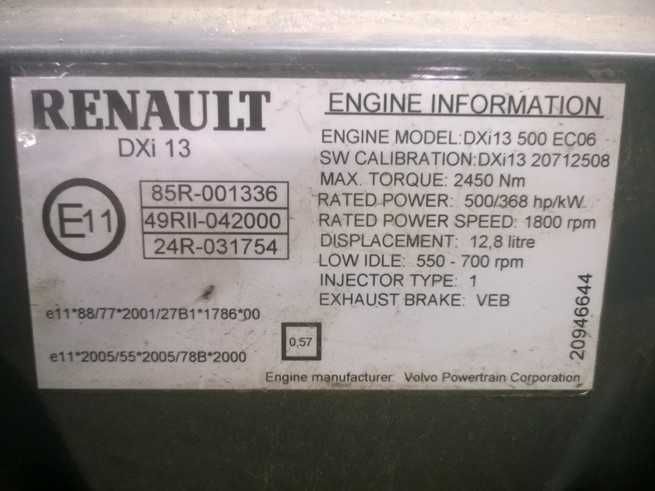 RENAULT
DXi 13
E11
85R-001336
49RII-042000
24R-031754
e11*88/77*2001/27B1*1786*00
e11*2005/55*2005/78B*2000
0,57
ENGINE INFORMATION
ENGINE MODEL:DXi13 500 EC06
SW CALIBRATION:DXi13 20712508
MAX. TORQUE: 2450 Nm
RATED POWER: 500/368 hp/kW
RATED POWER SPEED: 1800 rpm
DISPLACEMENT: 12,8 litre
LOW IDLE: 550 - 700 rpm
INJECTOR TYPE: 1
EXHAUST BRAKE: VEB
20946644
Engine manufacturer: Volvo Powertrain Corporation